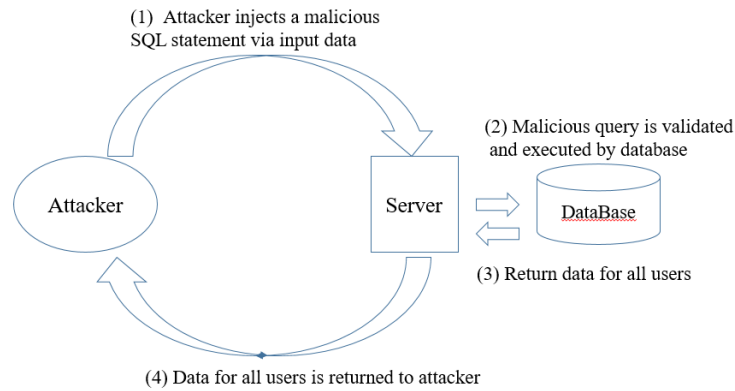 (1) Attacker injects a malicious
SQL statement via input data
(2) Malicious query is validated
and executed by database
Attacker
Server
DataBase
(3) Return data for all users
(4) Data for all users is returned to attacker